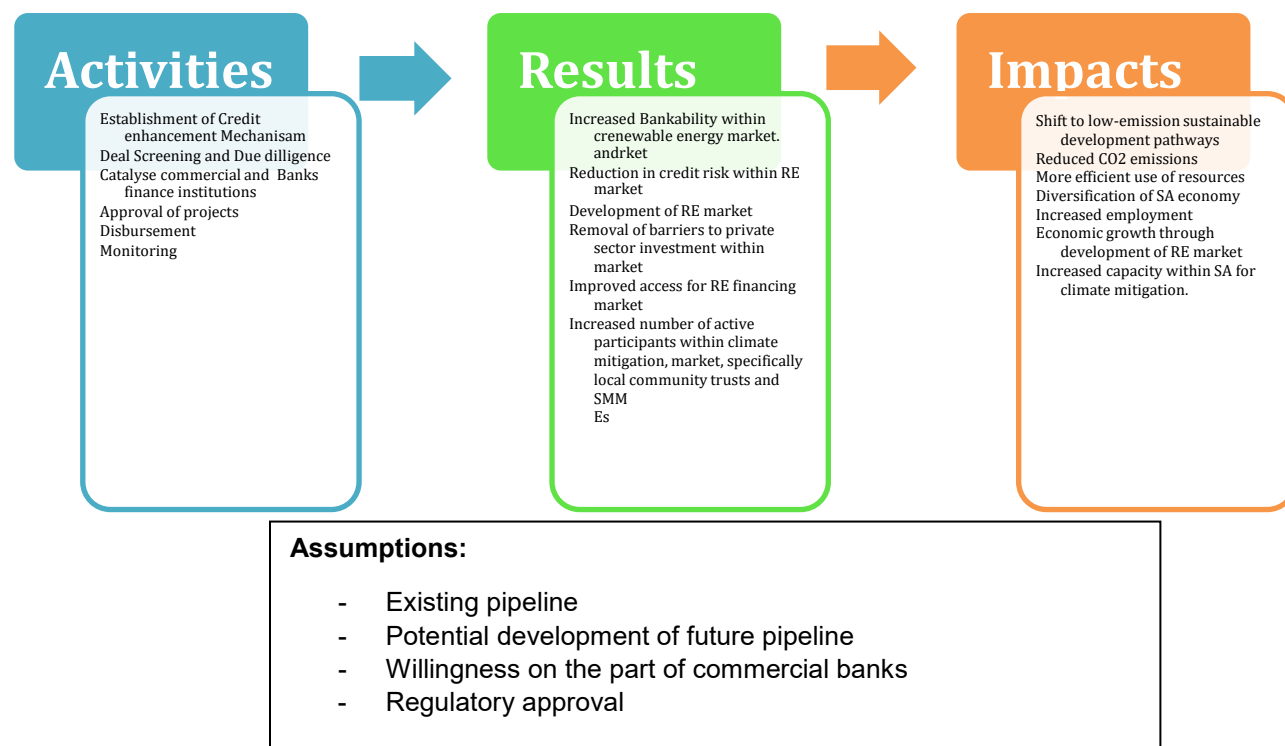 Activities
Establishment of Credit
enhancement Mechanisam
Deal Screening and Due dilligence
Catalyse commercial and Banks
finance institutions
Approval of projects
Disbursement
Monitoring
Results
Increased Bankability within
crenewable energy market.
andrket
Reduction in credit risk within RE
market
Development of RE market
Removal of barriers to private
sector investment within
market
Improved access for RE financing
market
Increased number of active
participants within climate
mitigation, market, specifically
local community trusts and
SMM
Es
Impacts
Shift to low-emission sustainable
development pathways
Reduced CO2 emissions
More efficient use of resources
Diversification of SA economy
Increased employment
Economic growth through
development of RE market
Increased capacity within SA for
climate mitigation.
Assumptions:
- Existing pipeline
- Potential development of future pipeline
- Willingness on the part of commercial banks
- Regulatory approval